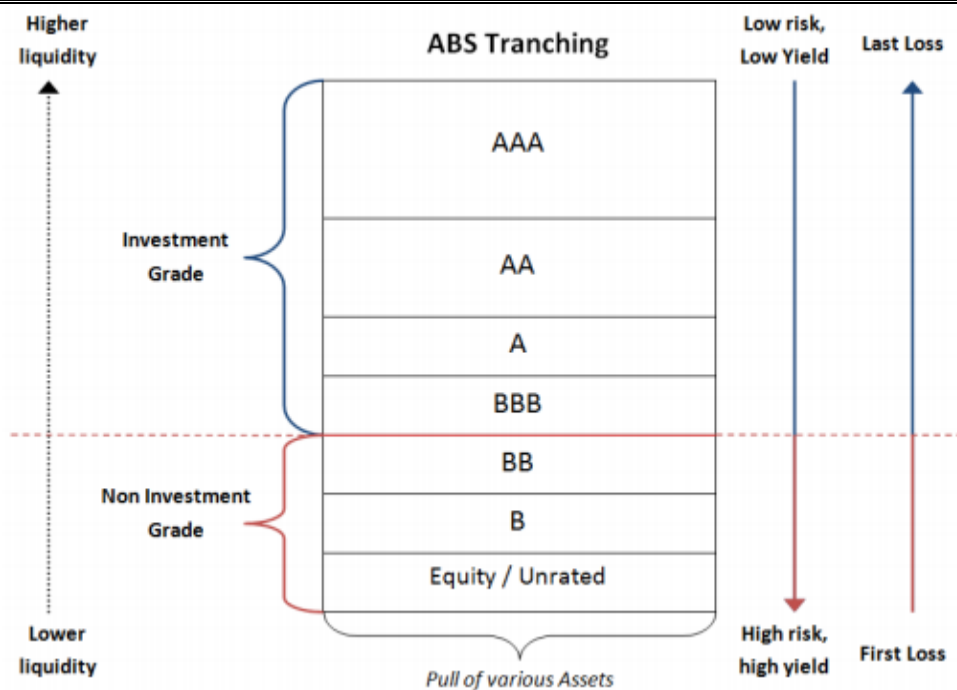 Higher
liquidity
ABS Tranching
Low risk,
Low Yield
Last Loss
AAA
Investment
Grade
AA
A
BBB
BB
Non Investment
Grade
B
Equity / Unrated
Lower
liquidity
High risk,
high yield
First Loss
Pull of various Assets